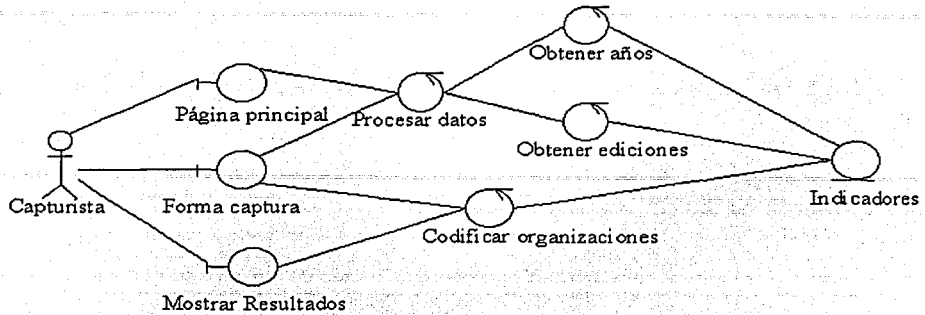 Obtener años
Página principal
Procesar datos
Obtener ediciones
Capturista
Forma captura
Indicadores
Codificar organizaciones
Mostrar Resultados